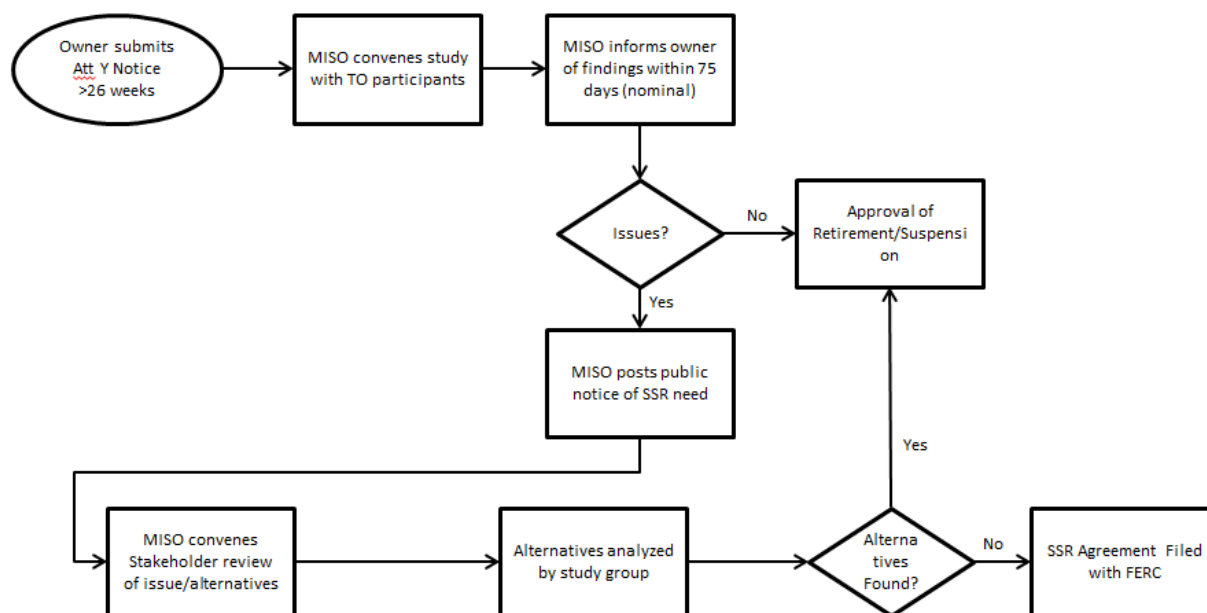 Owner submits
Att Y Notice
>26 weeks
MISO convenes study
with TO participants
MISO informs owner
of findings within 75
days (nominal)
Issues?
No
Approval of
Retirement/Suspensi
on
Yes
MISO posts public
notice of SSR need
Yes
MISO convenes
Stakeholder review
of issue/alternatives
Alternatives analyzed
by study group
Alterna
tives
Found?
No
SSR Agreement Filed
with FERC